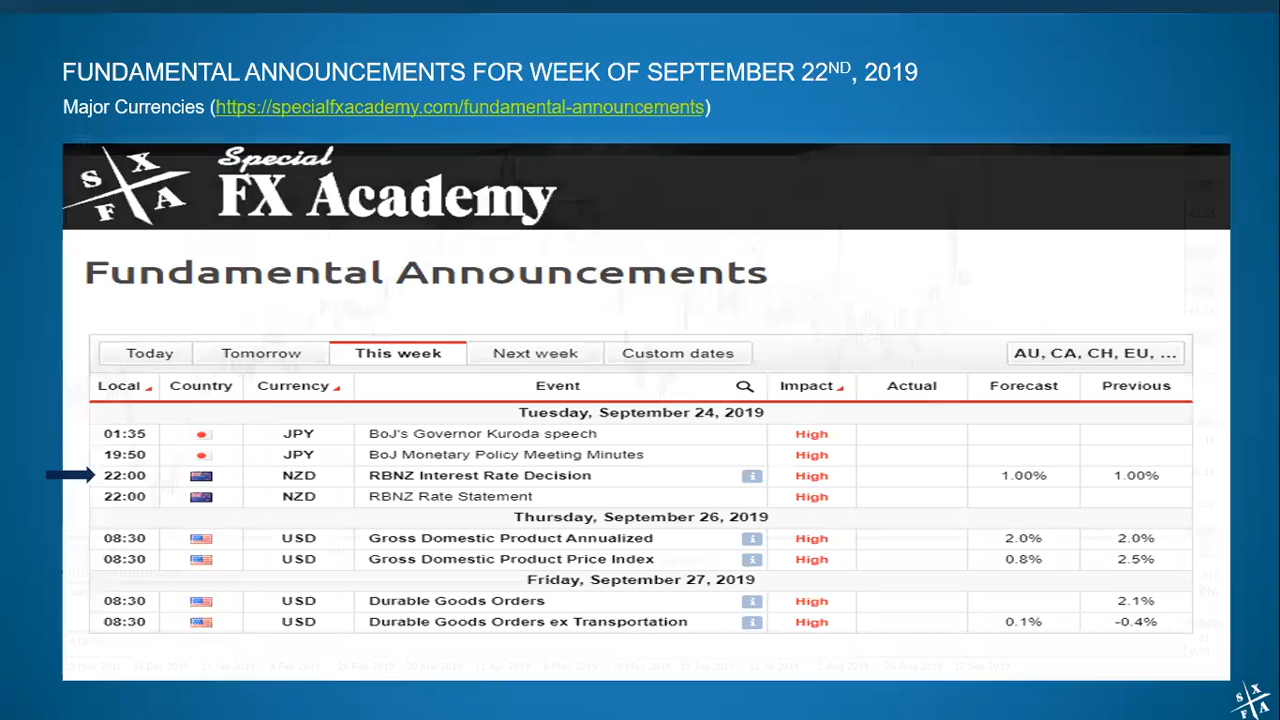 FUNDAMENTAL ANNOUNCEMENTS FOR WEEK OF SEPTEMBER 22ND, 2019
Major Currencies (https://specialfxacademy.com/fundamental-announcements)
S X F A Special
FX Academy
Fundamental Announcements
Today Tomorrow This week Next week Custom dates AU, CA, CH, EU, ...
Local Country Currency Event Impact Actual Forecast Previous
Tuesday, September 24, 2019
01:35 JPY BoJ's Governor Kuroda speech High
19:50 JPY BoJ Monetary Policy Meeting Minutes High
22:00 NZD RBNZ Interest Rate Decision High 1.00% 1.00%
22:00 NZD RBNZ Rate Statement High
Thursday, September 26, 2019
08:30 USD Gross Domestic Product Annualized High 2.0% 2.0%
08:30 USD Gross Domestic Product Price Index High 0.8% 2.5%
Friday, September 27, 2019
08:30 USD Durable Goods Orders High 2.1%
08:30 USD Durable Goods Orders ex Transportation High 0.1% -0.4%
S X F A